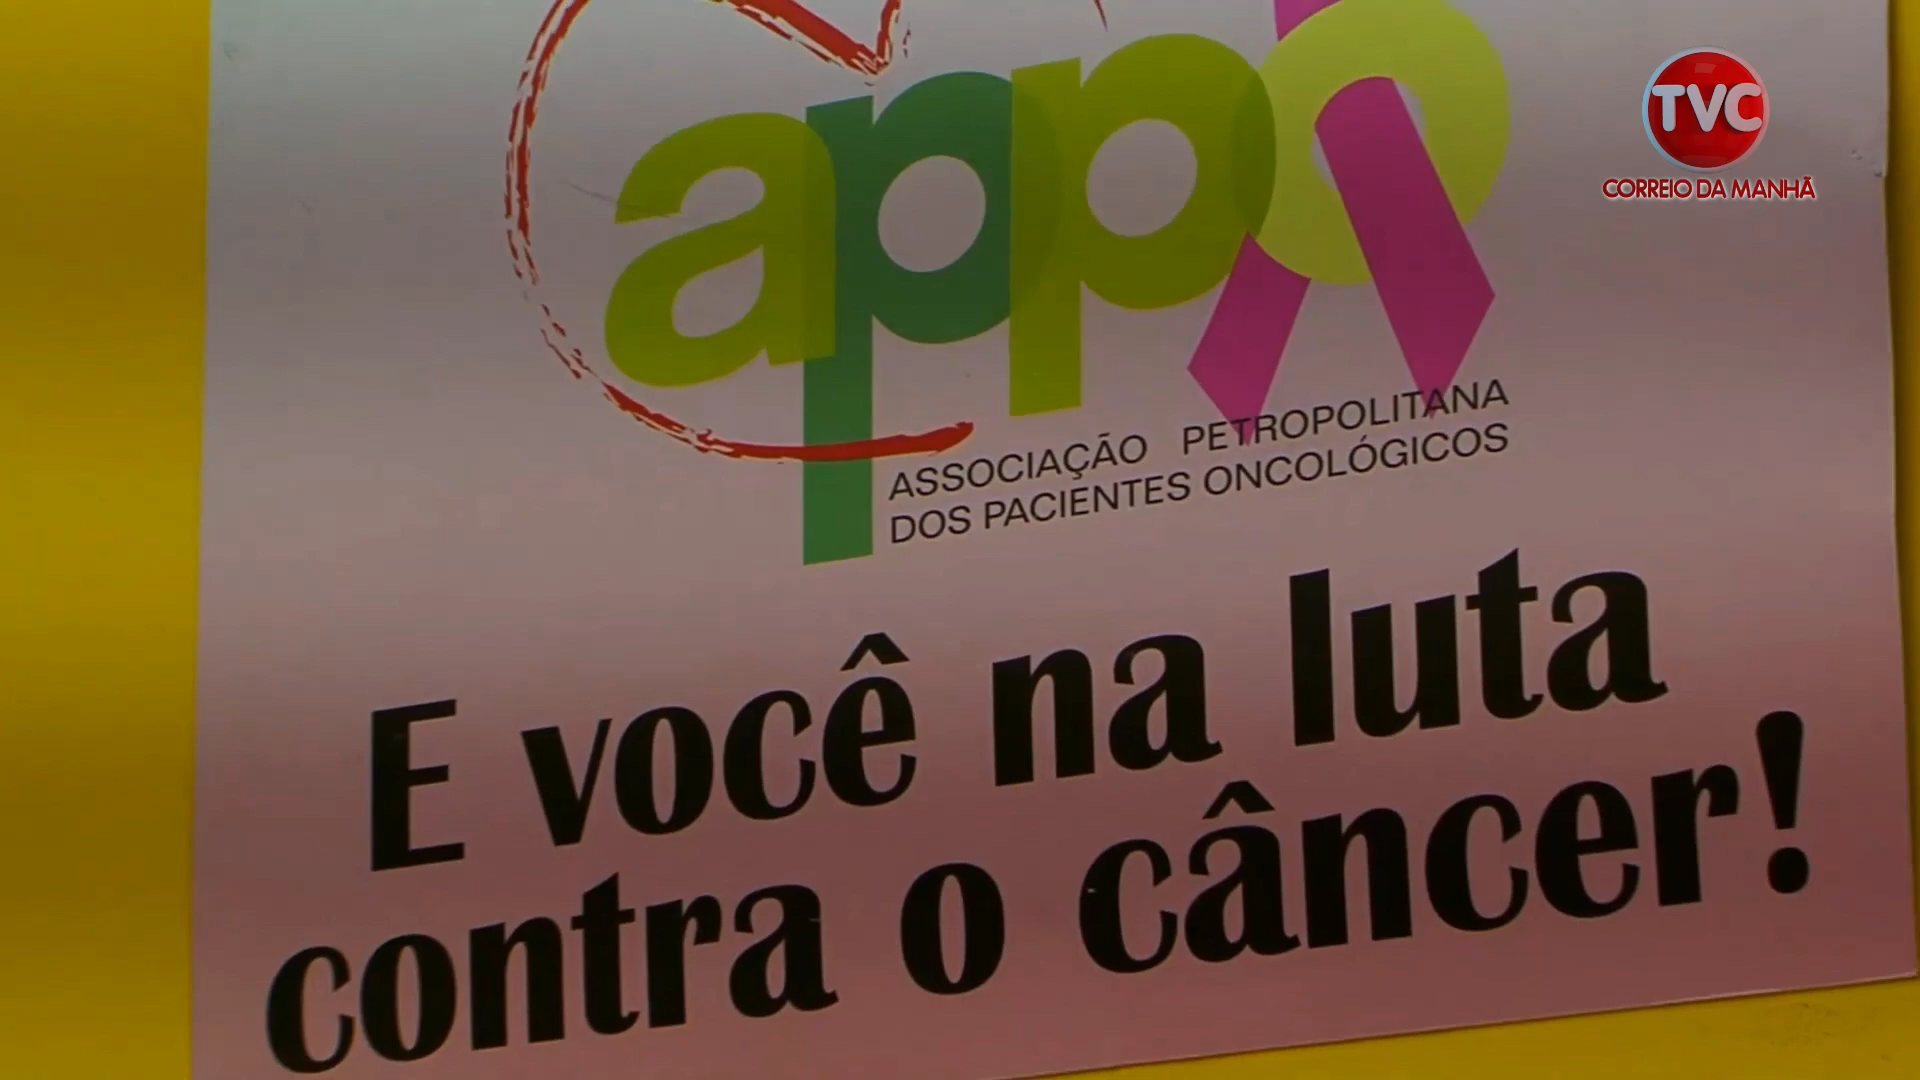 appo
ASSOCIAÇÃO PETROPOLITANA
DOS PACIENTES ONCOLÓGICOS
E você na luta
contra o câncer!
TVC
CORREIO DA MANHÃ